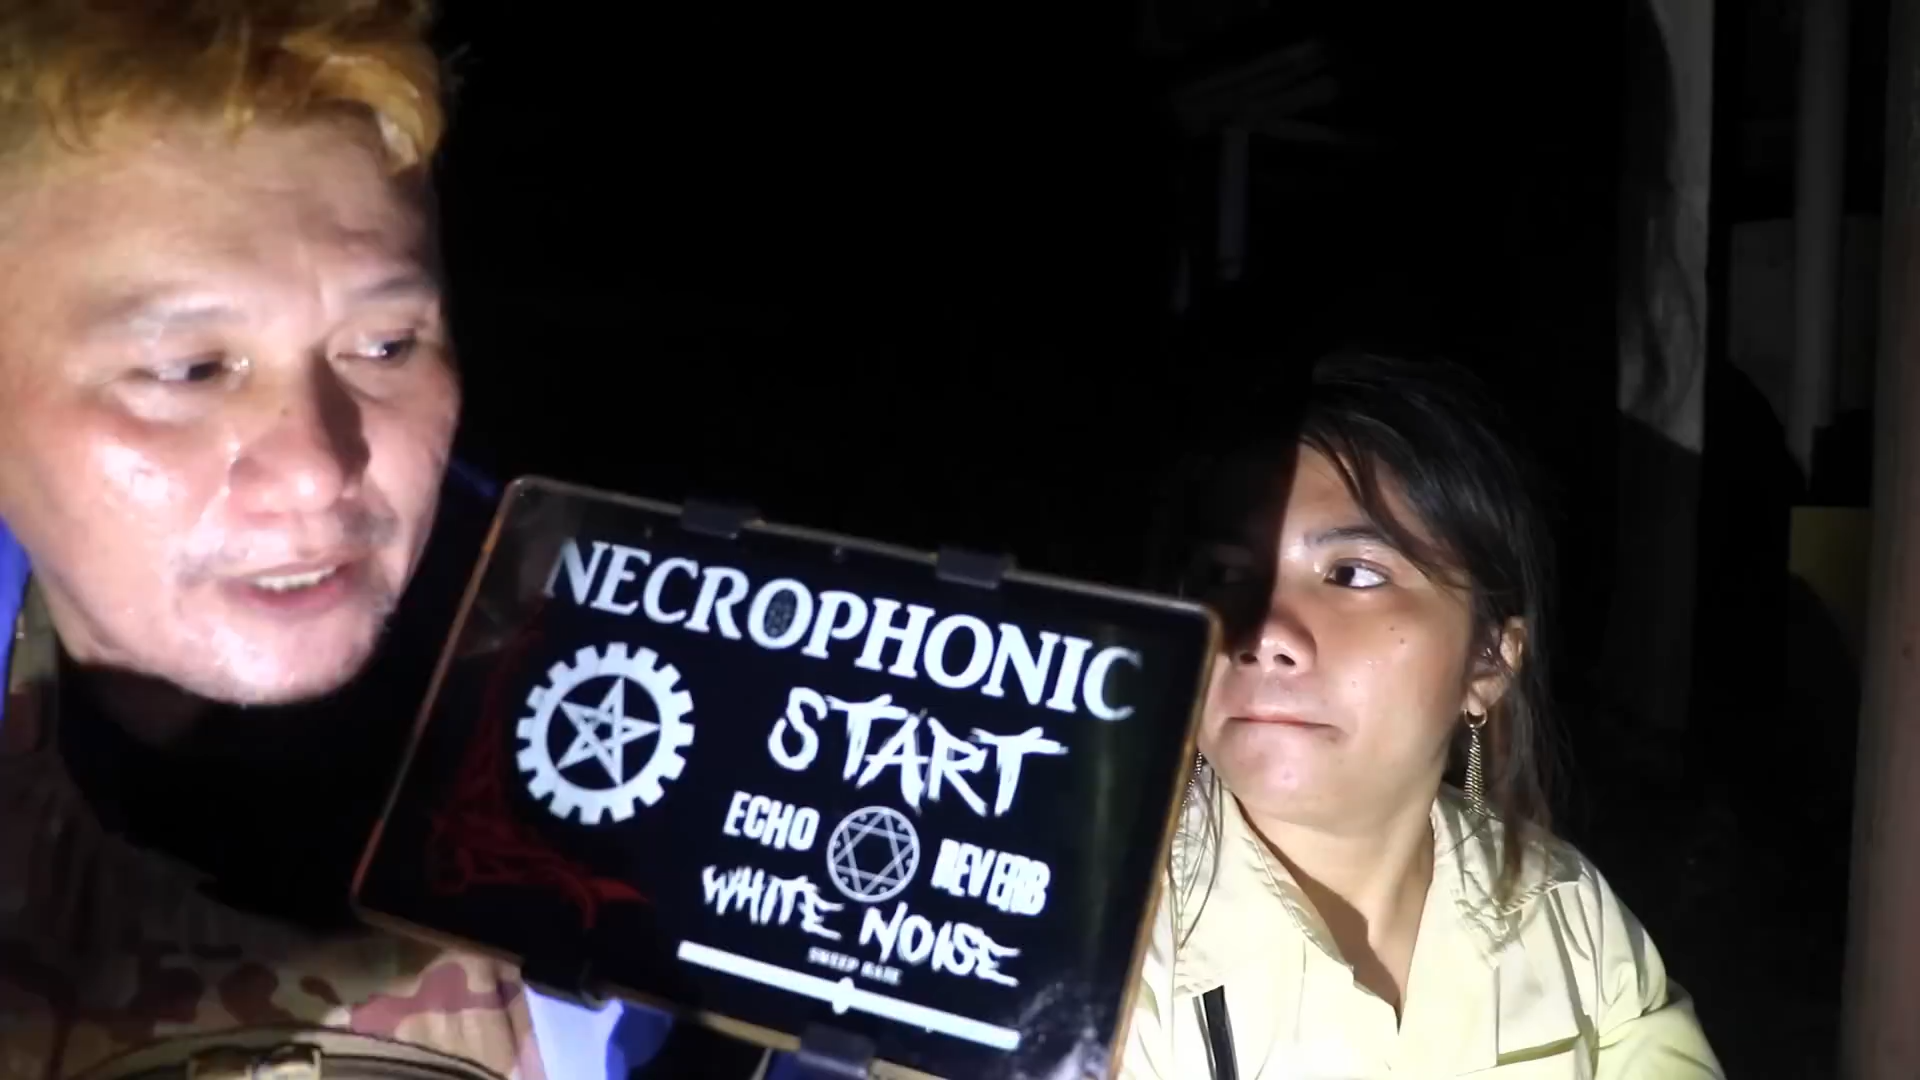 NECROPHONIC
START
ECHO REVERB
WHITE NOISE
SWEEP RATE